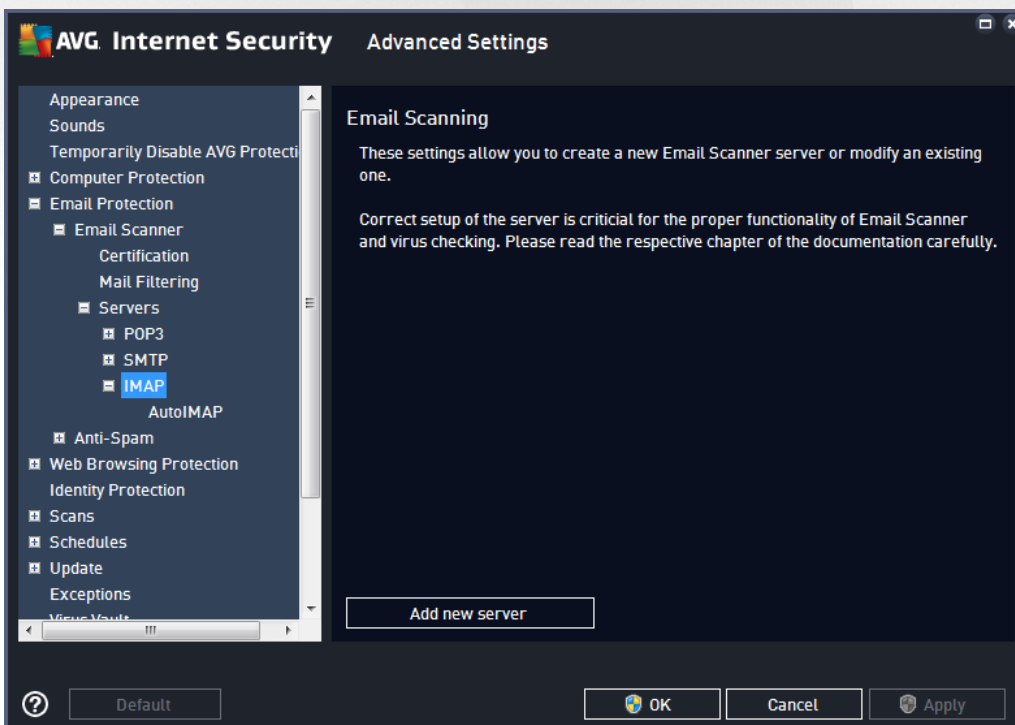 AVG. Internet Security Advanced Settings
Appearance
Sounds
Temporarily Disable AVG Protecti
Computer Protection
Email Protection
Email Scanner
Certification
Mail Filtering
Servers
POP3
SMTP
IMAP
AutoIMAP
Anti-Spam
Web Browsing Protection
Identity Protection
Scans
Schedules
Update
Exceptions
Virus Vault
Email Scanning
These settings allow you to create a new Email Scanner server or modify an existing
one.
Correct setup of the server is criticial for the proper functionality of Email Scanner
and virus checking. Please read the respective chapter of the documentation carefully.
Add new server
Default
OK
Cancel
Apply